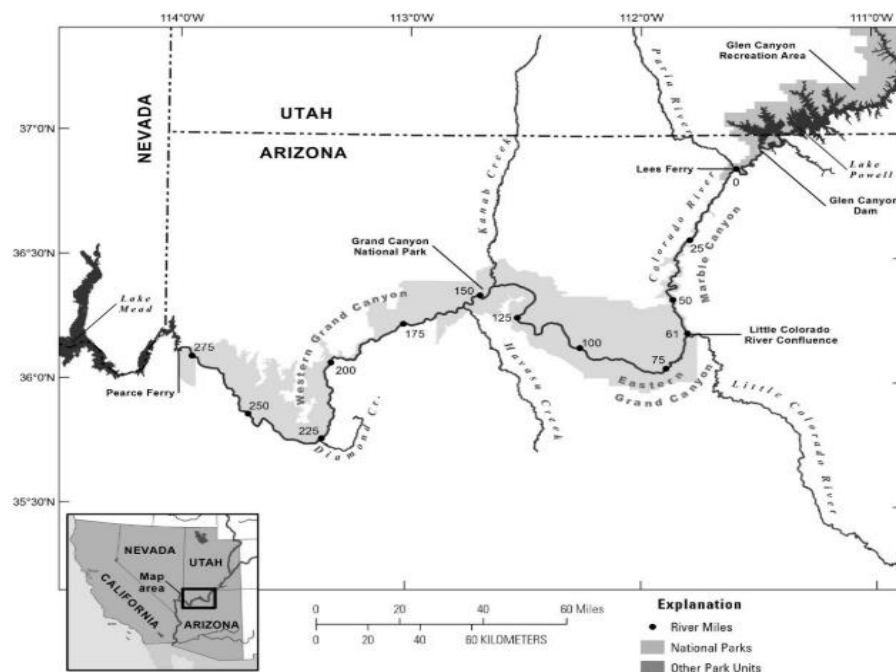 114°0'W
113°0'W
112°0'W
111°0'W
Glen Canyon
Recreation Area
Paria River
NEVADA
UTAH
37°0'N
ARIZONA
Lake
Powell
Lees Ferry
0
Glen Canyon
Dam
Kanab Creek
Colorado River
Marble Canyon
25
36°30'N
Grand Canyon
National Park
150
50
Lake
Mead
Western Grand Canyon
175
125
100
61
Little Colorado
River Confluence
275
200
75
36°0'N
Eastern
Grand Canyon
Pearce Ferry
Havasu Creek
250
225
Diamond Cr.
Little Colorado River
35°30'N
NEVADA
UTAH
Map
area
CALIFORNIA
ARIZONA
0 20 40 60 Miles
0 20 40 60 KILOMETERS
Explanation
River Miles
National Parks
Other Park Units